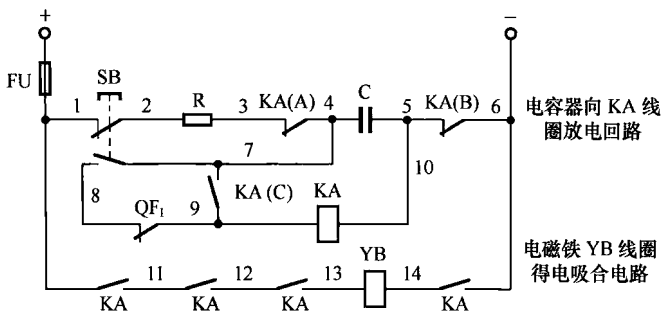 +
−
FU
SB
1
2
R
3
KA(A)
4
C
5
KA(B)
6
电容器向 KA 线
圈放电回路
7
8
KA (C)
10
QF₁
9
KA
电磁铁 YB 线圈
得电吸合电路
11
12
13
YB
14
KA
KA
KA
KA